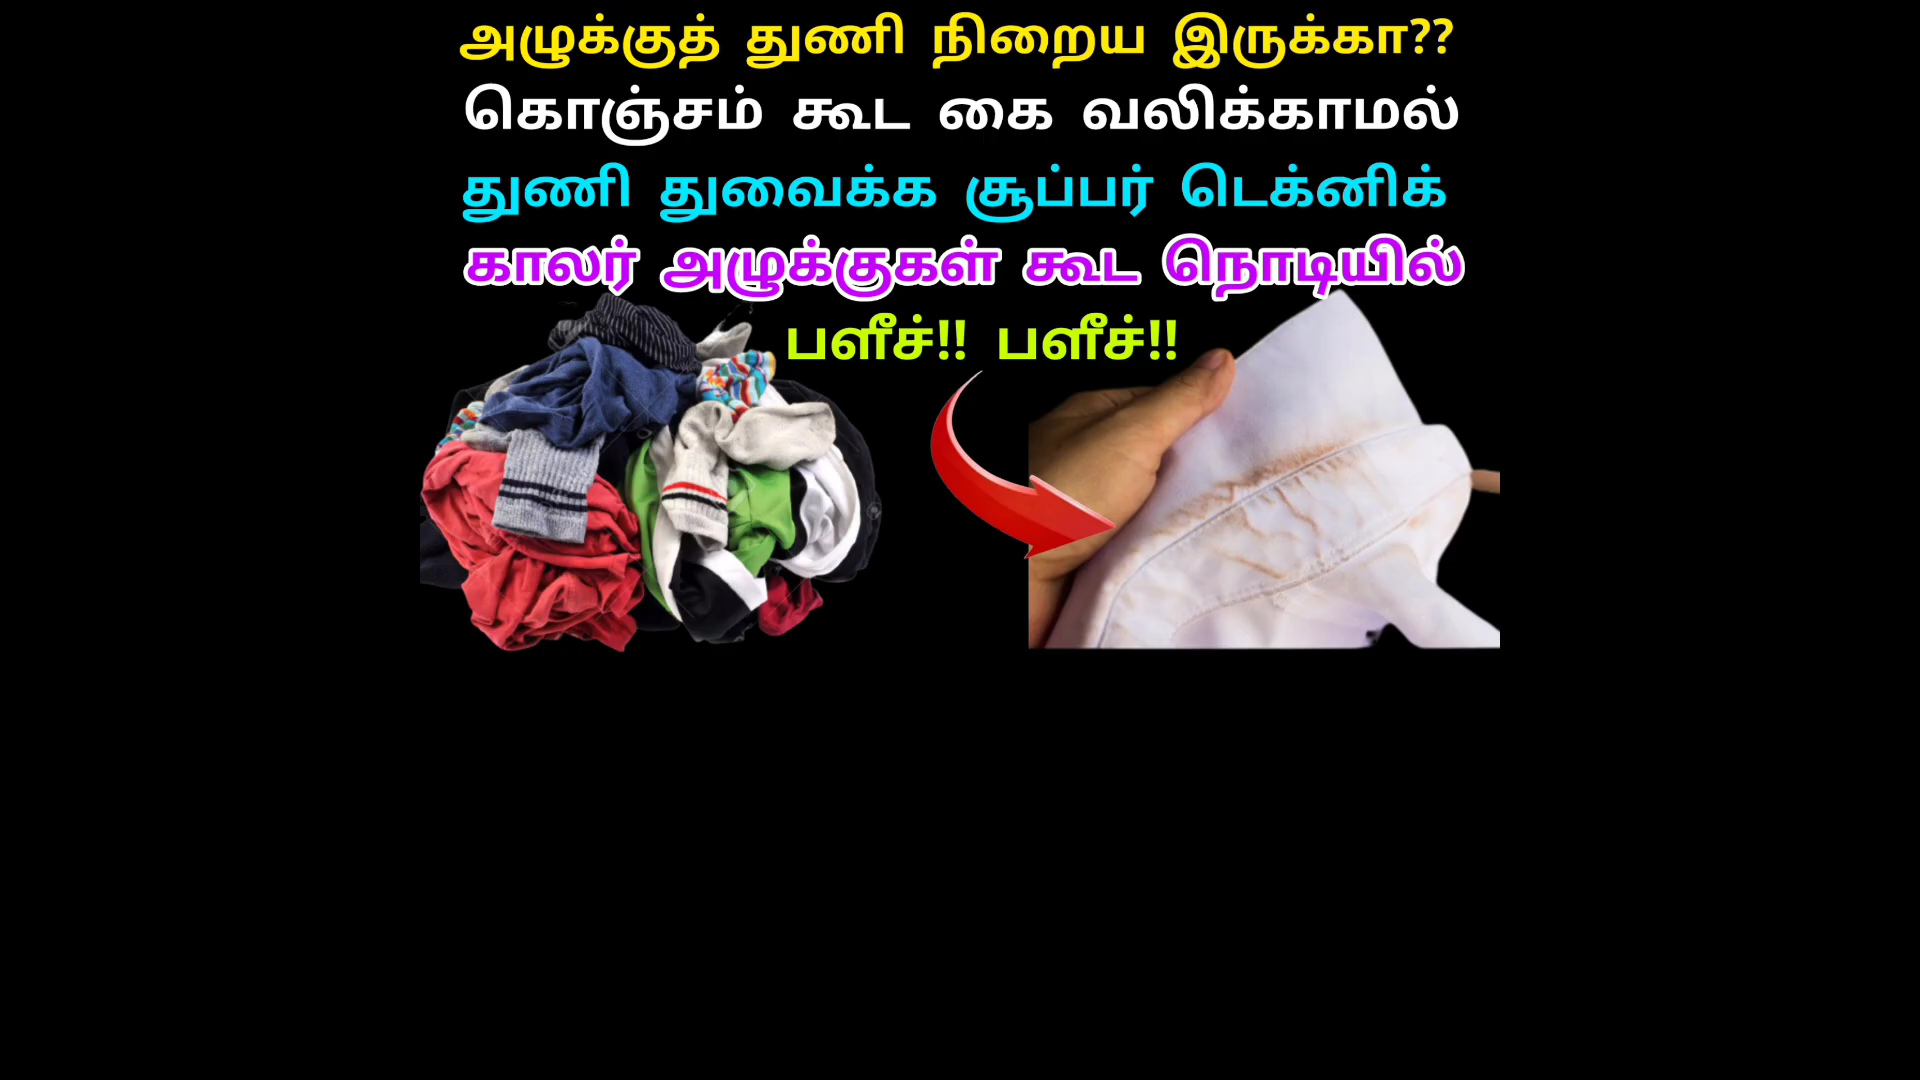 அழுக்குத் துணி நிறைய இருக்கா??
கொஞ்சம் கூட கை வலிக்காமல்
துணி துவைக்க சூப்பர் டெக்னிக்
காலர் அழுக்குகள் கூட நொடியில்
பளீச்!! பளீச்!!